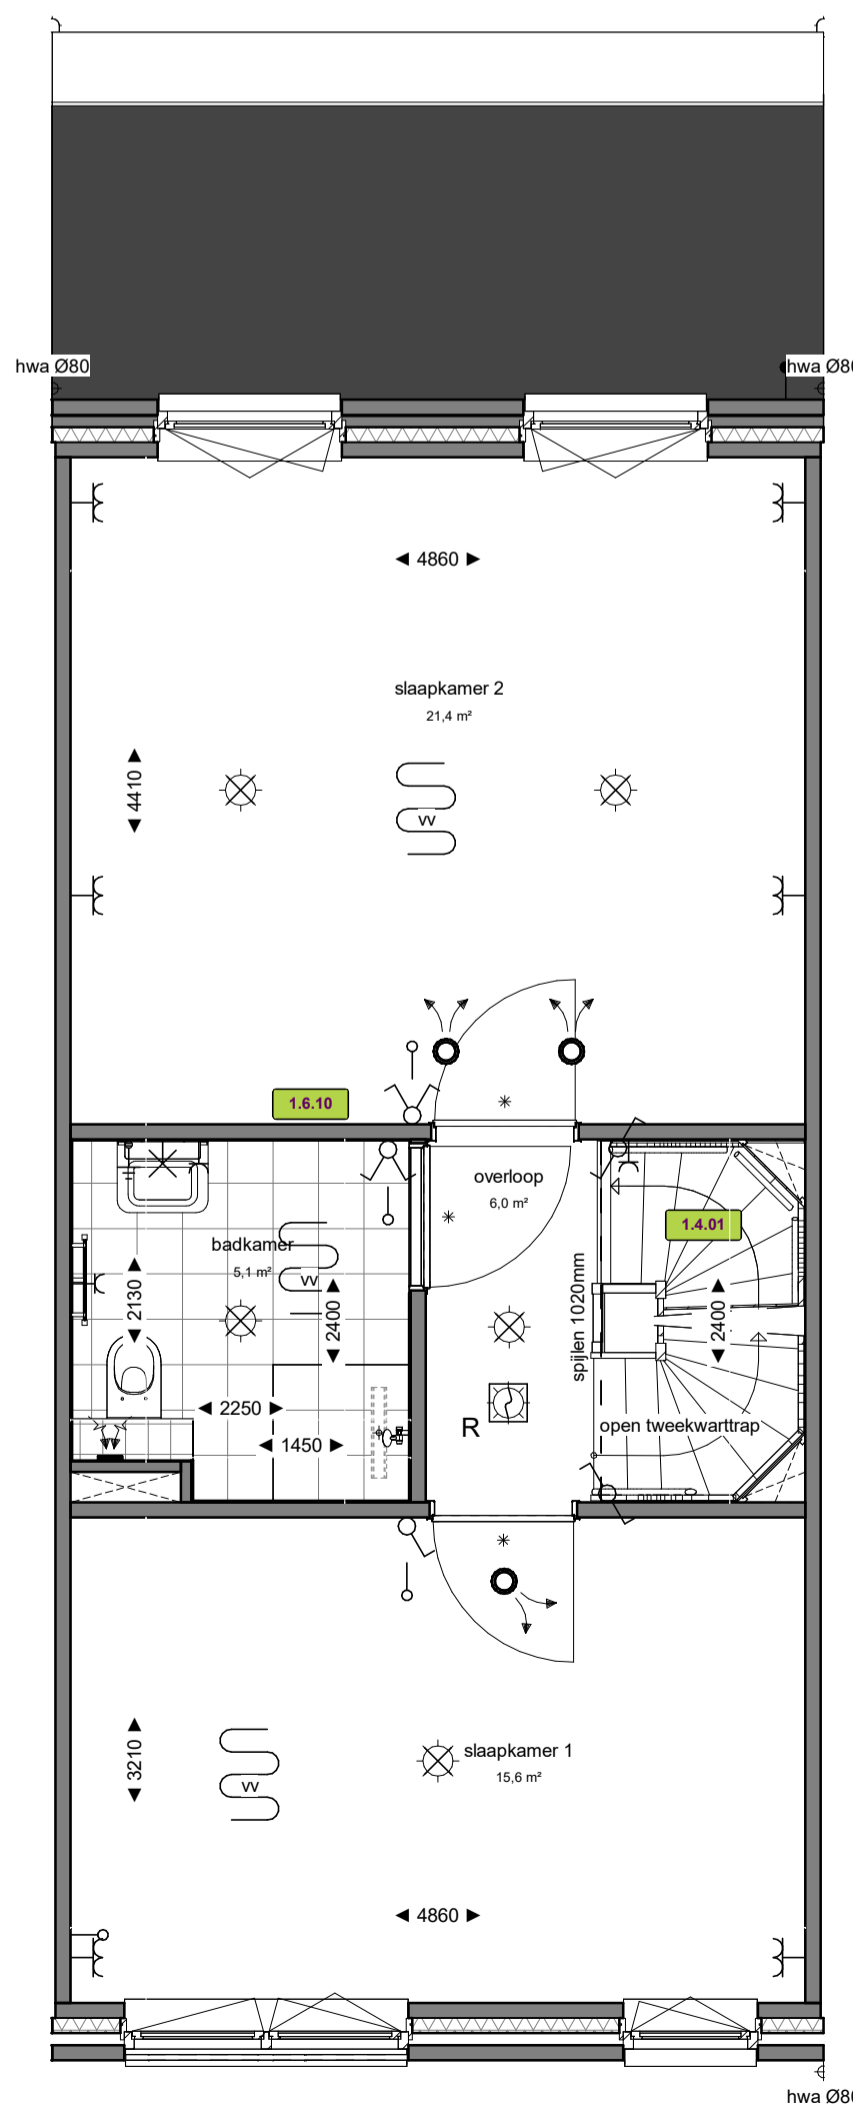 hwa Ø80
hwa Ø80
◄ 4860 ►
slaapkamer 2
21,4 m²
◄ 4410 ►
vv
1.6.10
overloop
6,0 m²
1.4.01
badkamer
5,1 m²
vv
◄ 2130 ►
◄ 2400 ►
spijlen 1020mm
◄ 2400 ►
◄ 2250 ►
◄ 1450 ►
R
open tweekwarttrap
◄ 3210 ►
slaapkamer 1
15,6 m²
vv
◄ 4860 ►
hwa Ø80